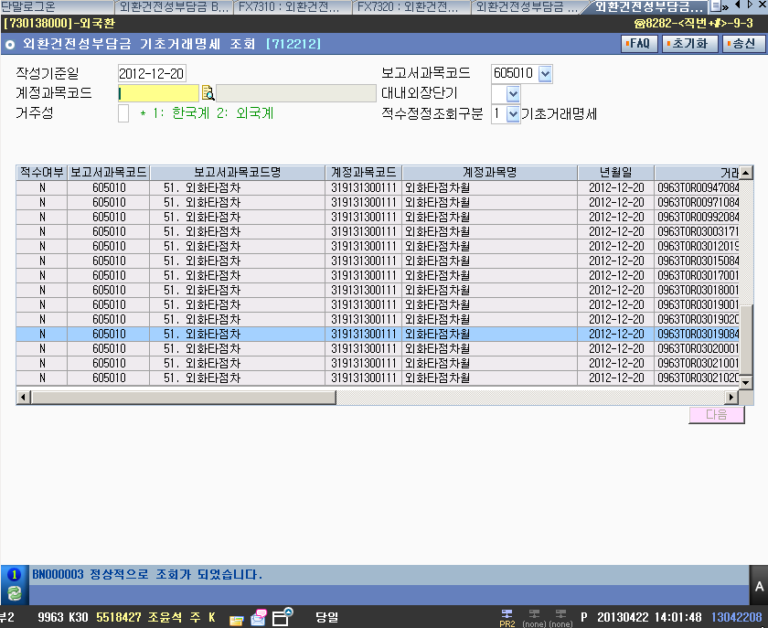 단말로그온 외환건전성부담금 B... FX7310 : 외환건전... FX7320 : 외환건전... 외환건전성부담금 ... 외환건전성부담금...
[730138000]-외국환 ☎8282-<직번+#>-9-3
외환건전성부담금 기초거래명세 조회 [712212] FAQ 초기화 송신
작성기준일 2012-12-20 보고서과목코드 605010
계정과목코드 대내외장단기
거주성 * 1: 한국계 2: 외국계 적수정정조회구분 1 기초거래명세
적수여부 보고서과목코드 보고서과목코드명 계정과목코드 계정과목명 년월일 거래
N 605010 51. 외화타점차 319131300111 외화타점차월 2012-12-20 0963T0R00947084
N 605010 51. 외화타점차 319131300111 외화타점차월 2012-12-20 0963T0R00971084
N 605010 51. 외화타점차 319131300111 외화타점차월 2012-12-20 0963T0R00992084
N 605010 51. 외화타점차 319131300111 외화타점차월 2012-12-20 0963T0R03003171
N 605010 51. 외화타점차 319131300111 외화타점차월 2012-12-20 0963T0R03012019
N 605010 51. 외화타점차 319131300111 외화타점차월 2012-12-20 0963T0R03015084
N 605010 51. 외화타점차 319131300111 외화타점차월 2012-12-20 0963T0R03017001
N 605010 51. 외화타점차 319131300111 외화타점차월 2012-12-20 0963T0R03018001
N 605010 51. 외화타점차 319131300111 외화타점차월 2012-12-20 0963T0R03019001
N 605010 51. 외화타점차 319131300111 외화타점차월 2012-12-20 0963T0R03019020
N 605010 51. 외화타점차 319131300111 외화타점차월 2012-12-20 0963T0R03019084
N 605010 51. 외화타점차 319131300111 외화타점차월 2012-12-20 0963T0R03020001
N 605010 51. 외화타점차 319131300111 외화타점차월 2012-12-20 0963T0R03021001
N 605010 51. 외화타점차 319131300111 외화타점차월 2012-12-20 0963T0R03021020
다음
1 BN000003 정상적으로 조회가 되었습니다.
A
부2 9963 K30 5518427 조윤석 주 K 당일 PR2 (none) (none) P 20130422 14:01:48 13042208